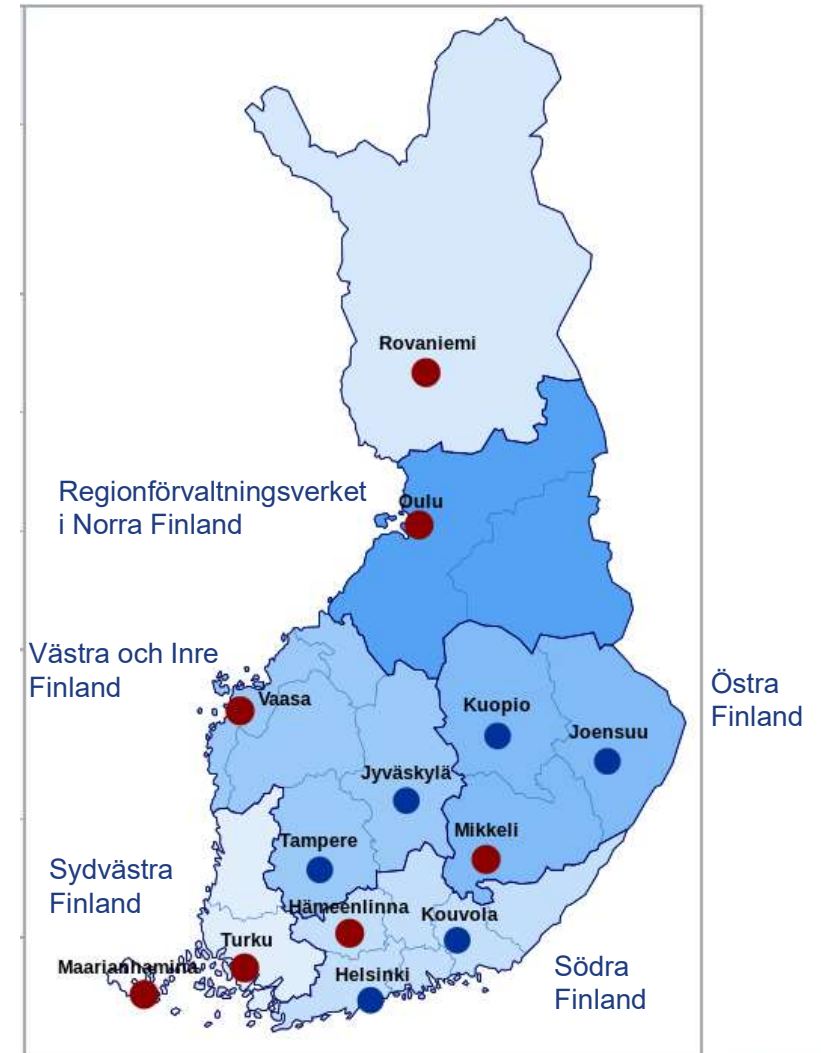 Rovaniemi
Regionförvaltningsverket
i Norra Finland
Oulu
Västra och Inre
Finland
Vaasa
Kuopio
Joensuu
Östra
Finland
Jyväskylä
Tampere
Mikkeli
Sydvästra
Finland
Hämeenlinna
Kouvola
Turku
Maarianhamina
Helsinki
Södra
Finland